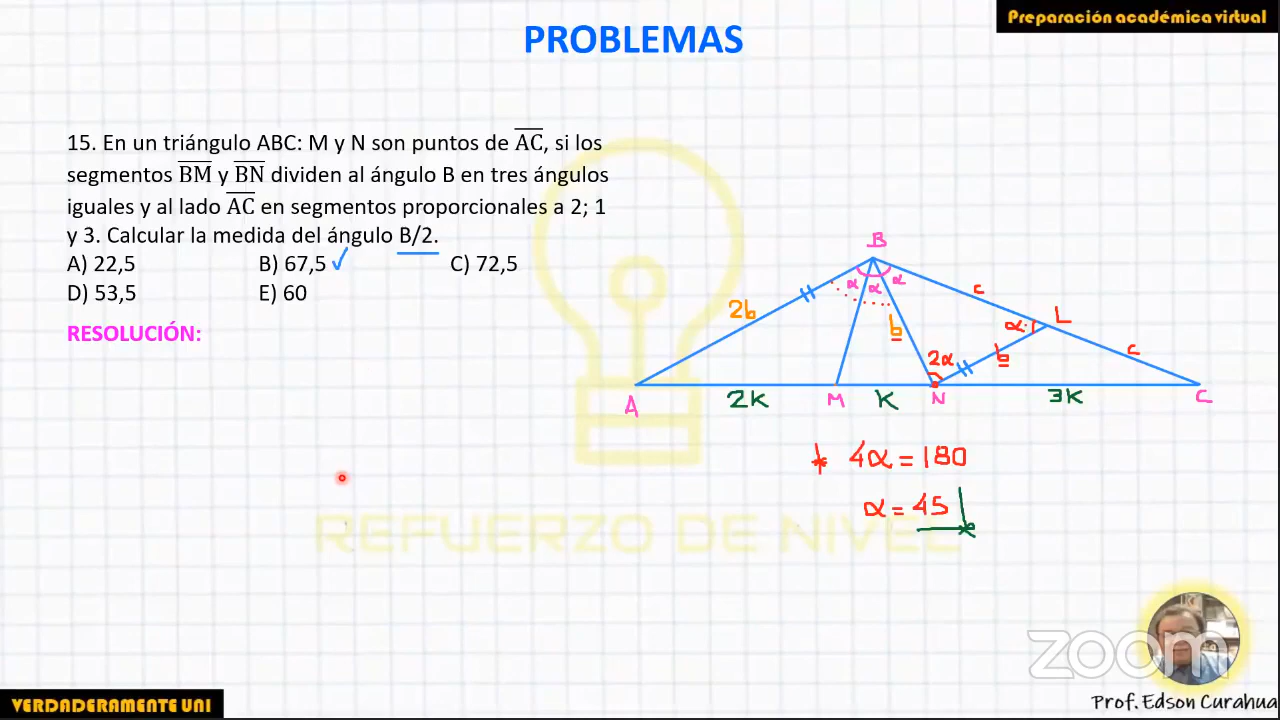 Preparación académica virtual
PROBLEMAS
15. En un triángulo ABC: M y N son puntos de AC, si los
segmentos BM y BN dividen al ángulo B en tres ángulos
iguales y al lado AC en segmentos proporcionales a 2; 1
y 3. Calcular la medida del ángulo B/2.
A) 22,5 B) 67,5 ✓ C) 72,5
D) 53,5 E) 60
RESOLUCIÓN:
B
α α α
c
2b
b
α
L
2α
b
c
A
2K
M
K
N
3K
C
4α = 180
α = 45
REFUERZO DE NIVEL
zoom
VERDADERAMENTE UNI
Prof. Edson Curahua